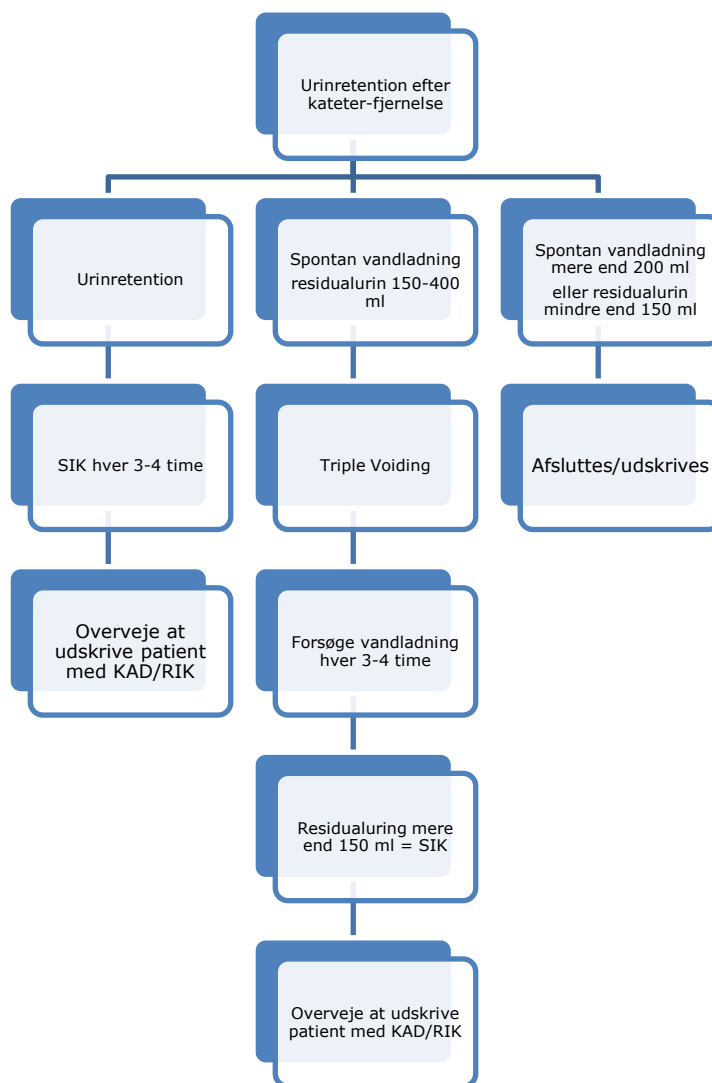 Urinretention efter
kateter-fjernelse
Urinretention
SIK hver 3-4 time
Overveje at
udskrive patient
med KAD/RIK
Spontan vandladning
residualurin 150-400
ml
Triple Voiding
Forsøge vandladning
hver 3-4 time
Residualuring mere
end 150 ml = SIK
Overveje at udskrive
patient med KAD/RIK
Spontan vandladning
mere end 200 ml
eller residualurin
mindre end 150 ml
Afsluttes/udskrives